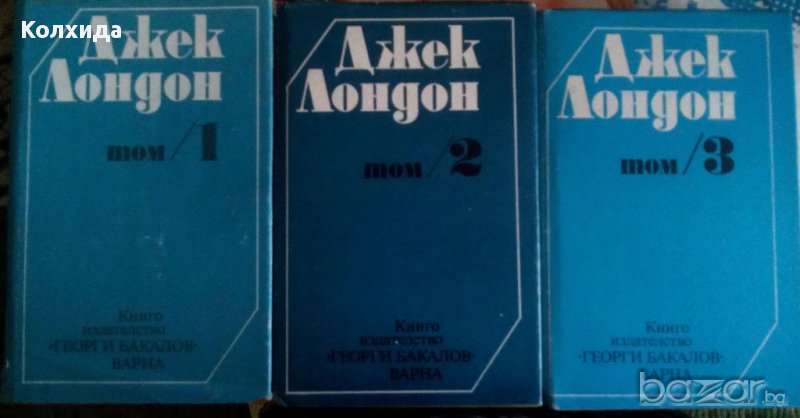 Колхида
Джек
Лондон
том/1
Книго
издателство
«ГЕОРГИ БАКАЛОВ»
ВАРНА
Джек
Лондон
том/2
Книго
издателство
«ГЕОРГИ БАКАЛОВ»
ВАРНА
Джек
Лондон
том/3
Книго
издателство
«ГЕОРГИ БАКАЛОВ»
ВАРНА
bazar.bg